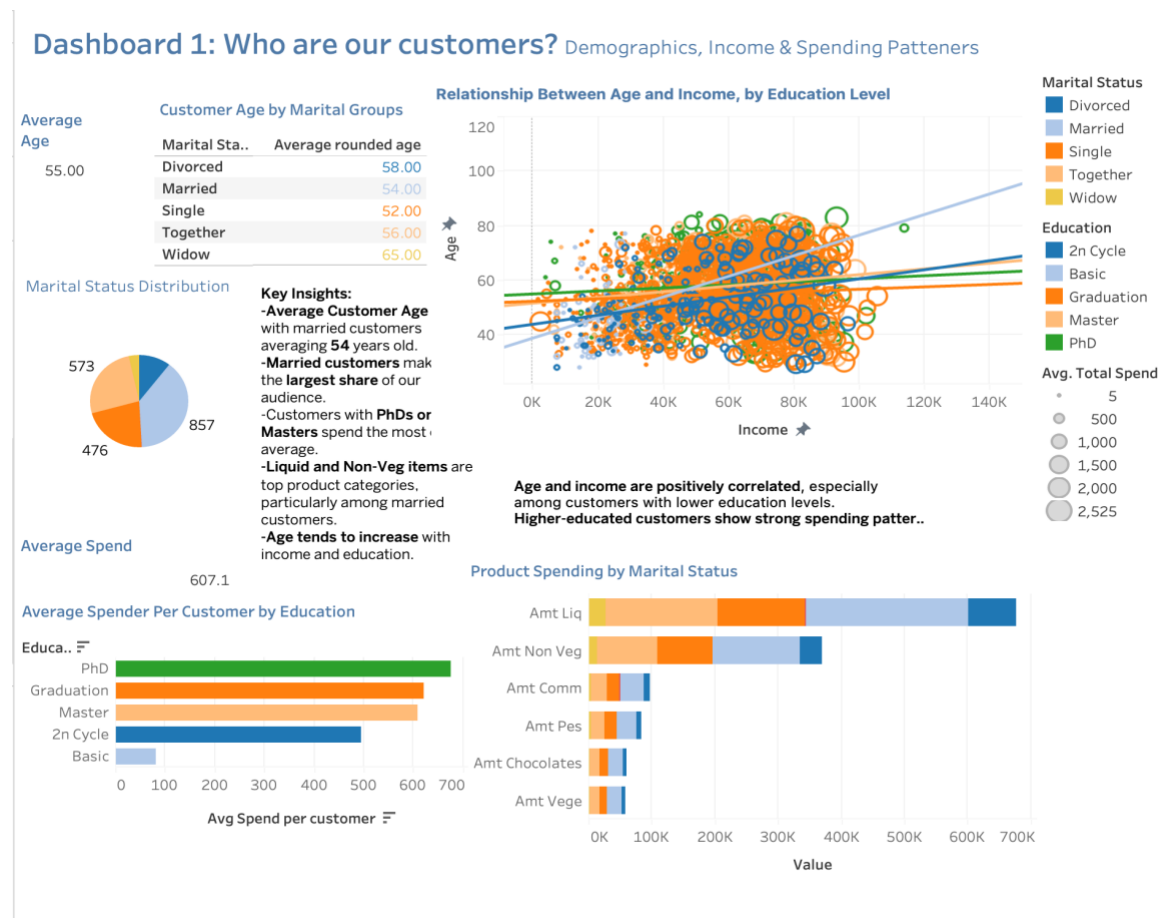 Dashboard 1: Who are our customers? Demographics, Income & Spending Patteners
Average
Age
55.00
Customer Age by Marital Groups
Marital Sta.. Average rounded age
Divorced 58.00
Married 54.00
Single 52.00
Together 56.00
Widow 65.00
Marital Status Distribution
573
857
476
Key Insights:
-Average Customer Age
with married customers
averaging 54 years old.
-Married customers mak
the largest share of our
audience.
-Customers with PhDs or
Masters spend the most
average.
-Liquid and Non-Veg items are
top product categories,
particularly among married
customers.
-Age tends to increase with
income and education.
Relationship Between Age and Income, by Education Level
Age
120
100
80
60
40
0K 20K 40K 60K 80K 100K 120K 140K
Income
Age and income are positively correlated, especially
among customers with lower education levels.
Higher-educated customers show strong spending patter..
Marital Status
Divorced
Married
Single
Together
Widow
Education
2n Cycle
Basic
Graduation
Master
PhD
Avg. Total Spend
5
500
1,000
1,500
2,000
2,525
Average Spend
607.1
Average Spender Per Customer by Education
Educa..
PhD
Graduation
Master
2n Cycle
Basic
0 100 200 300 400 500 600 700
Avg Spend per customer
Product Spending by Marital Status
Amt Liq
Amt Non Veg
Amt Comm
Amt Pes
Amt Chocolates
Amt Vege
0K 100K 200K 300K 400K 500K 600K 700K
Value